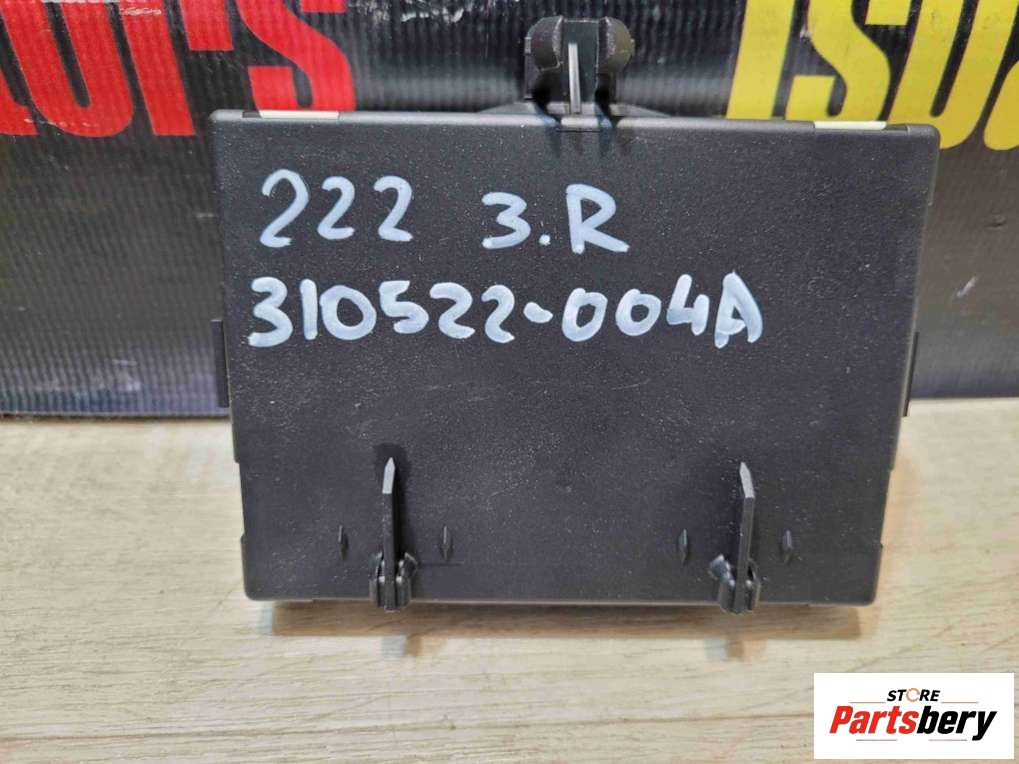 222 3.R
310522-004A
STORE
Partsbery